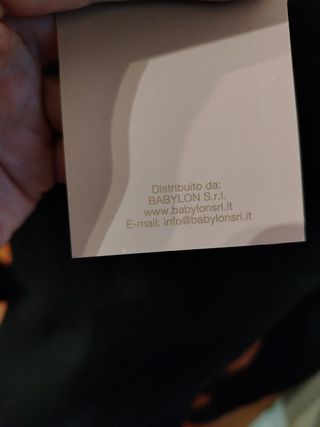 Distribuito da:
BABYLON S.r.l.
www.babylonsrl.it
E-mail: info@babylonsrl.it